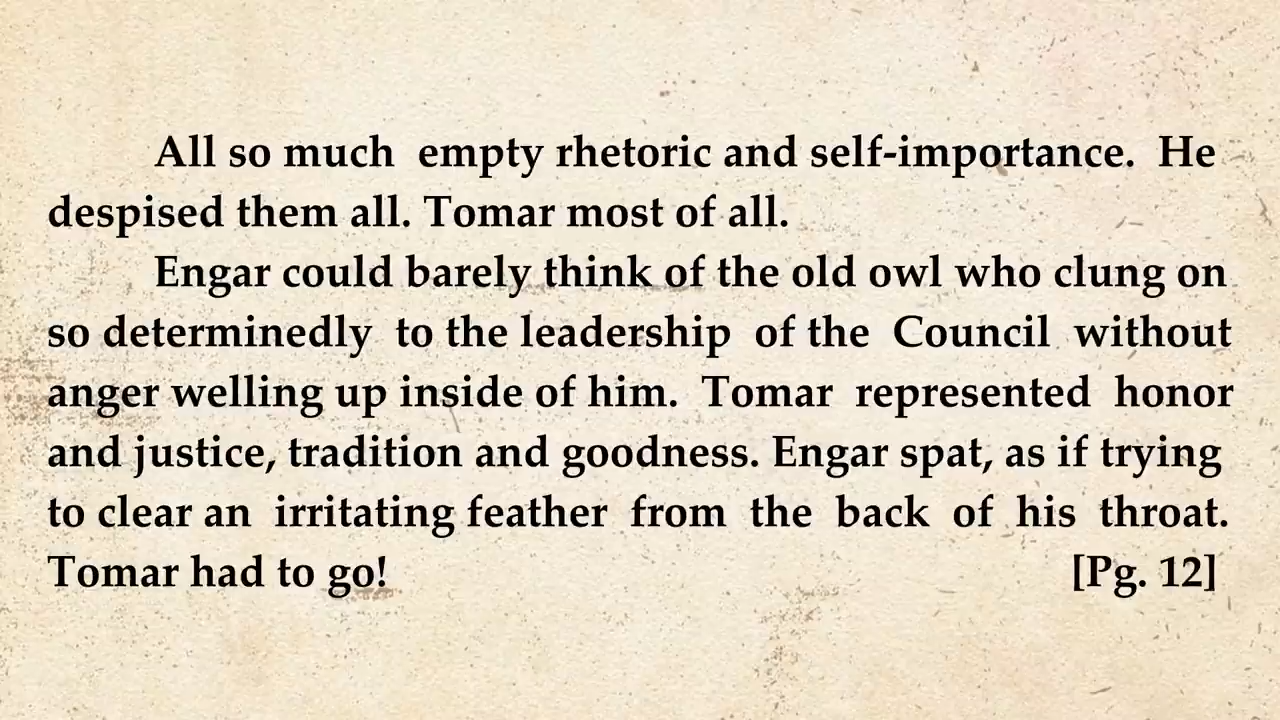 All so much empty rhetoric and self-importance. He
despised them all. Tomar most of all.
Engar could barely think of the old owl who clung on
so determinedly to the leadership of the Council without
anger welling up inside of him. Tomar represented honor
and justice, tradition and goodness. Engar spat, as if trying
to clear an irritating feather from the back of his throat.
Tomar had to go! [Pg. 12]